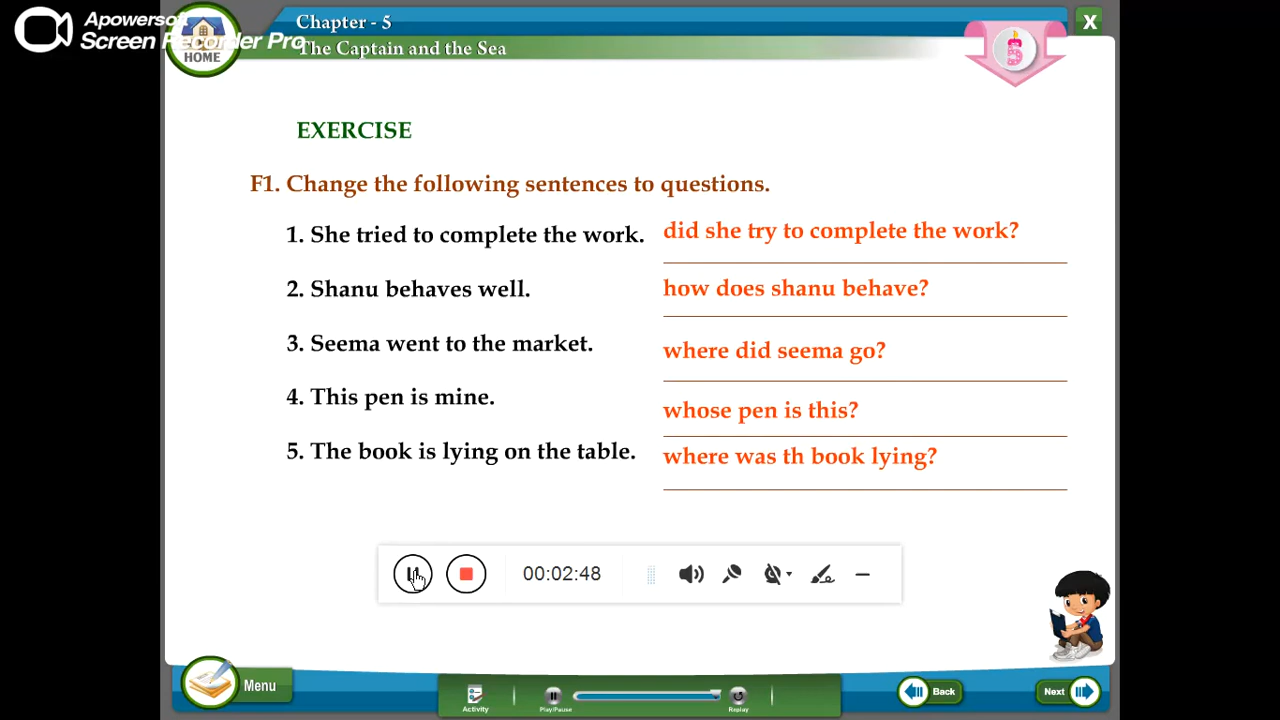 Apowersoft
Screen Recorder Pro
HOME
Chapter - 5
The Captain and the Sea
5
X
EXERCISE
F1. Change the following sentences to questions.
1. She tried to complete the work. did she try to complete the work?
2. Shanu behaves well. how does shanu behave?
3. Seema went to the market. where did seema go?
4. This pen is mine. whose pen is this?
5. The book is lying on the table. where was th book lying?
00:02:48
Menu
Activity
Play/Pause
Replay
Back
Next